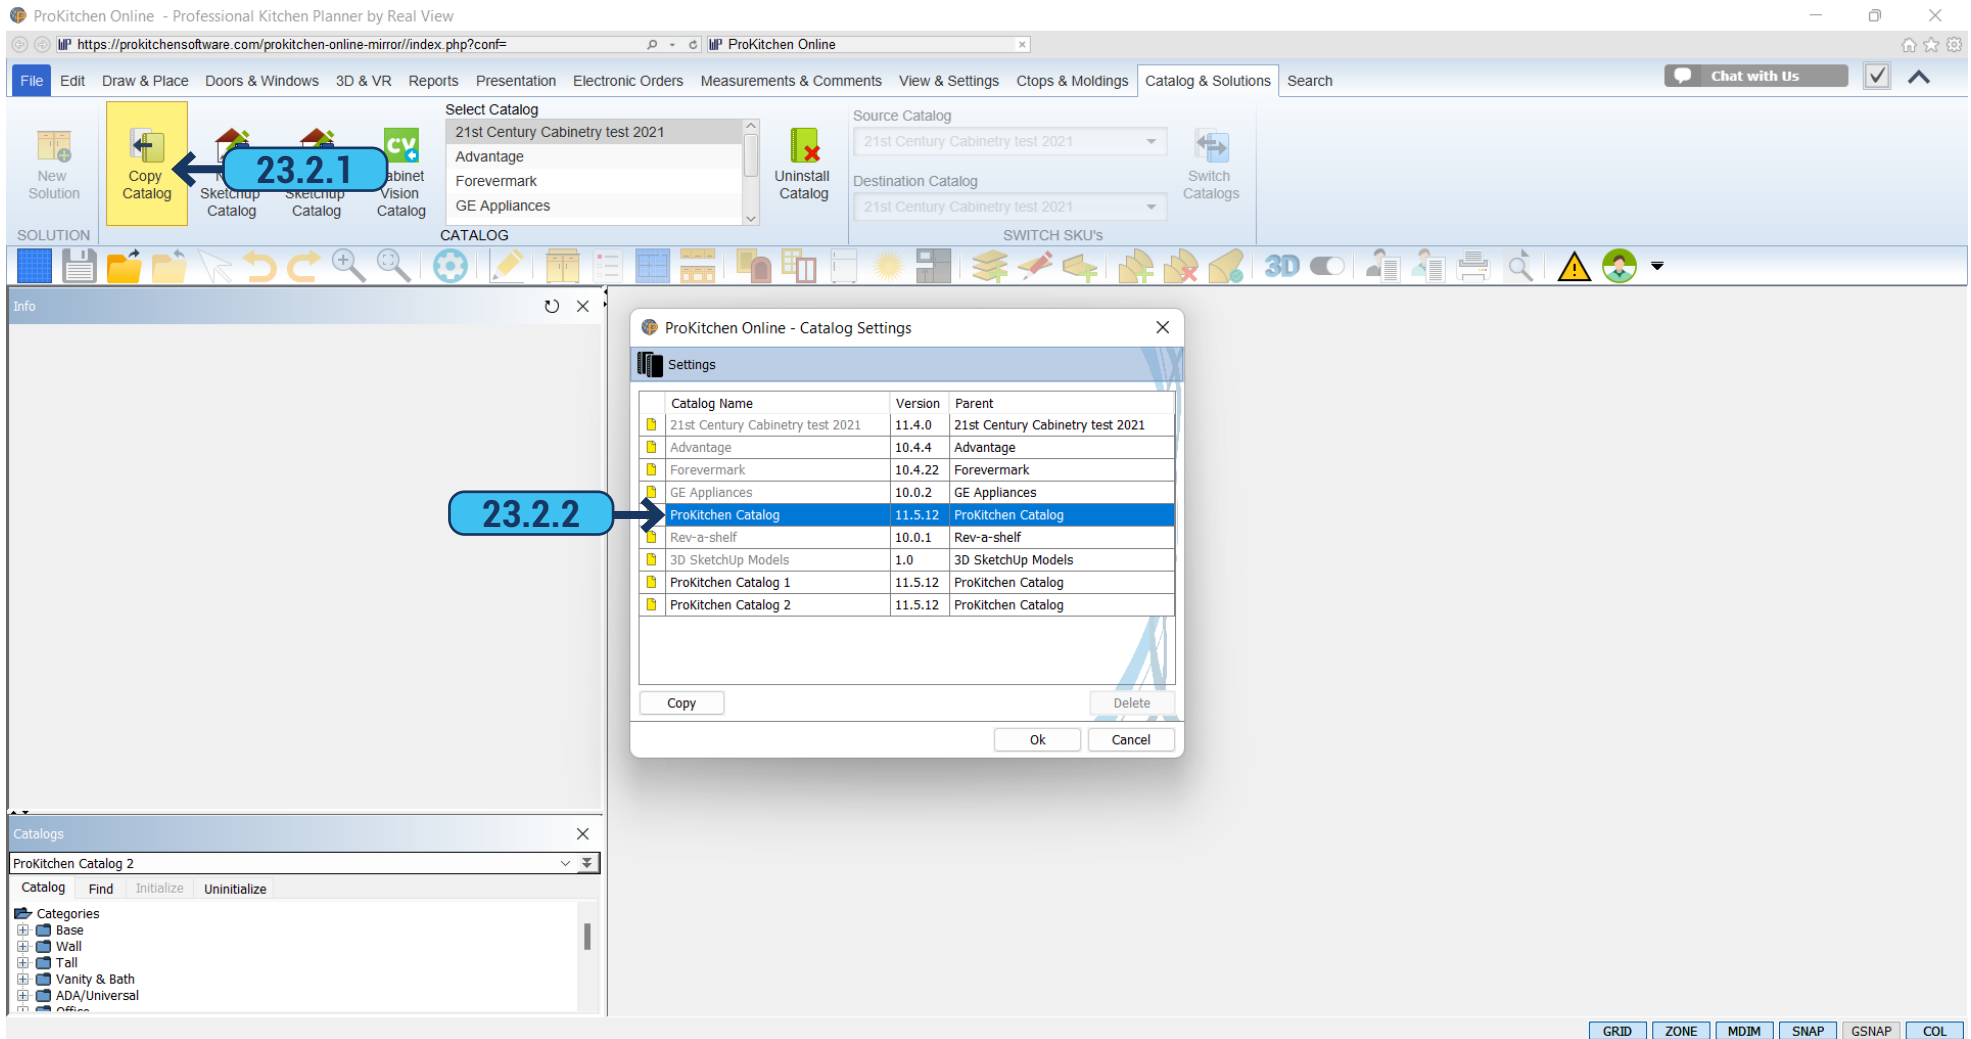 ProKitchen Online - Professional Kitchen Planner by Real View
https://prokitchensoftware.com/prokitchen-online-mirror//index.php?conf=
ProKitchen Online
File Edit Draw & Place Doors & Windows 3D & VR Reports Presentation Electronic Orders Measurements & Comments View & Settings Ctops & Moldings Catalog & Solutions Search
Chat with Us
New
Solution
SOLUTION
Copy
Catalog
23.2.1
Sketchup
Catalog
Sketchup
Catalog
Vision
Catalog
Select Catalog
21st Century Cabinetry test 2021
Advantage
Forevermark
GE Appliances
CATALOG
Uninstall
Catalog
Source Catalog
21st Century Cabinetry test 2021
Destination Catalog
21st Century Cabinetry test 2021
Switch
Catalogs
SWITCH SKU's
3D
Info
ProKitchen Online - Catalog Settings
Settings
Catalog Name Version Parent
21st Century Cabinetry test 2021 11.4.0 21st Century Cabinetry test 2021
Advantage 10.4.4 Advantage
Forevermark 10.4.22 Forevermark
GE Appliances 10.0.2 GE Appliances
23.2.2
ProKitchen Catalog 11.5.12 ProKitchen Catalog
Rev-a-shelf 10.0.1 Rev-a-shelf
3D SketchUp Models 1.0 3D SketchUp Models
ProKitchen Catalog 1 11.5.12 ProKitchen Catalog
ProKitchen Catalog 2 11.5.12 ProKitchen Catalog
Copy Delete
Ok Cancel
Catalogs
ProKitchen Catalog 2
Catalog Find Initialize Uninitialize
Categories
Base
Wall
Tall
Vanity & Bath
ADA/Universal
Office
GRID ZONE MDIM SNAP GSNAP COL